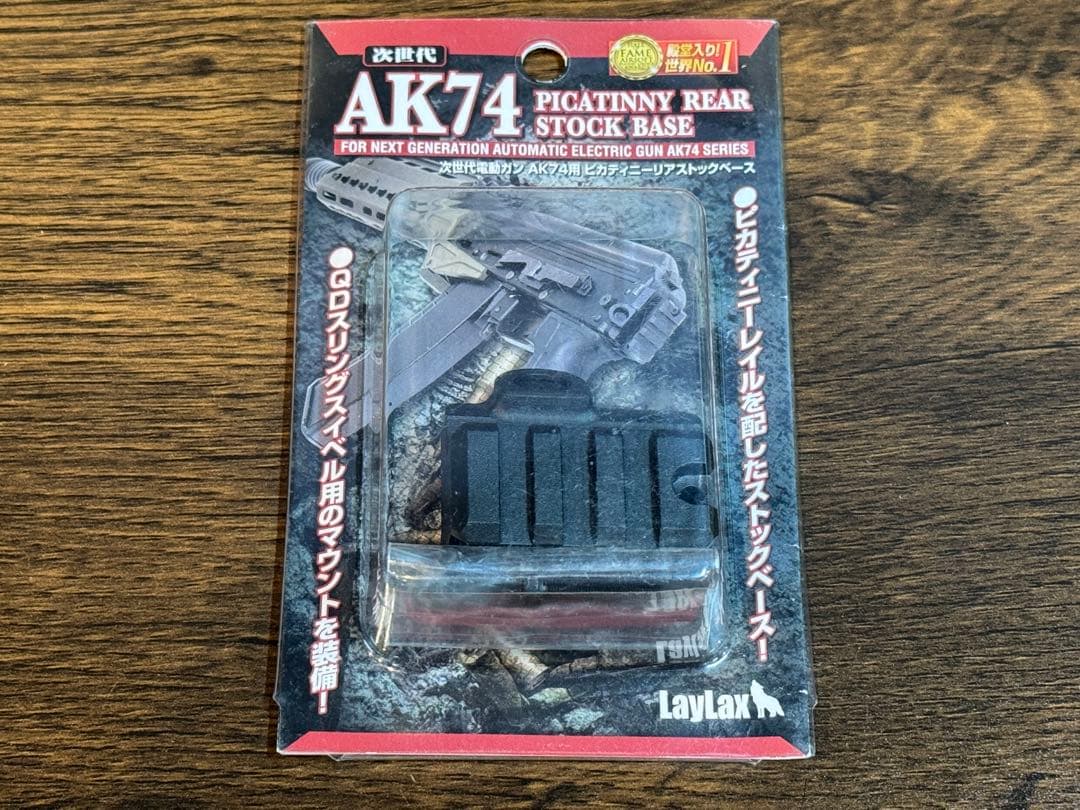 次世代
AK74
PICATINNY REAR
STOCK BASE
FAME
殿堂入り!
世界No.1
FOR NEXT GENERATION AUTOMATIC ELECTRIC GUN AK74 SERIES
次世代電動ガン AK74用 ピカティニーリアストックベース
●ピカティニーレイルを配したストックベース!
●QDスリングスイベル用のマウントを装備!
LayLax